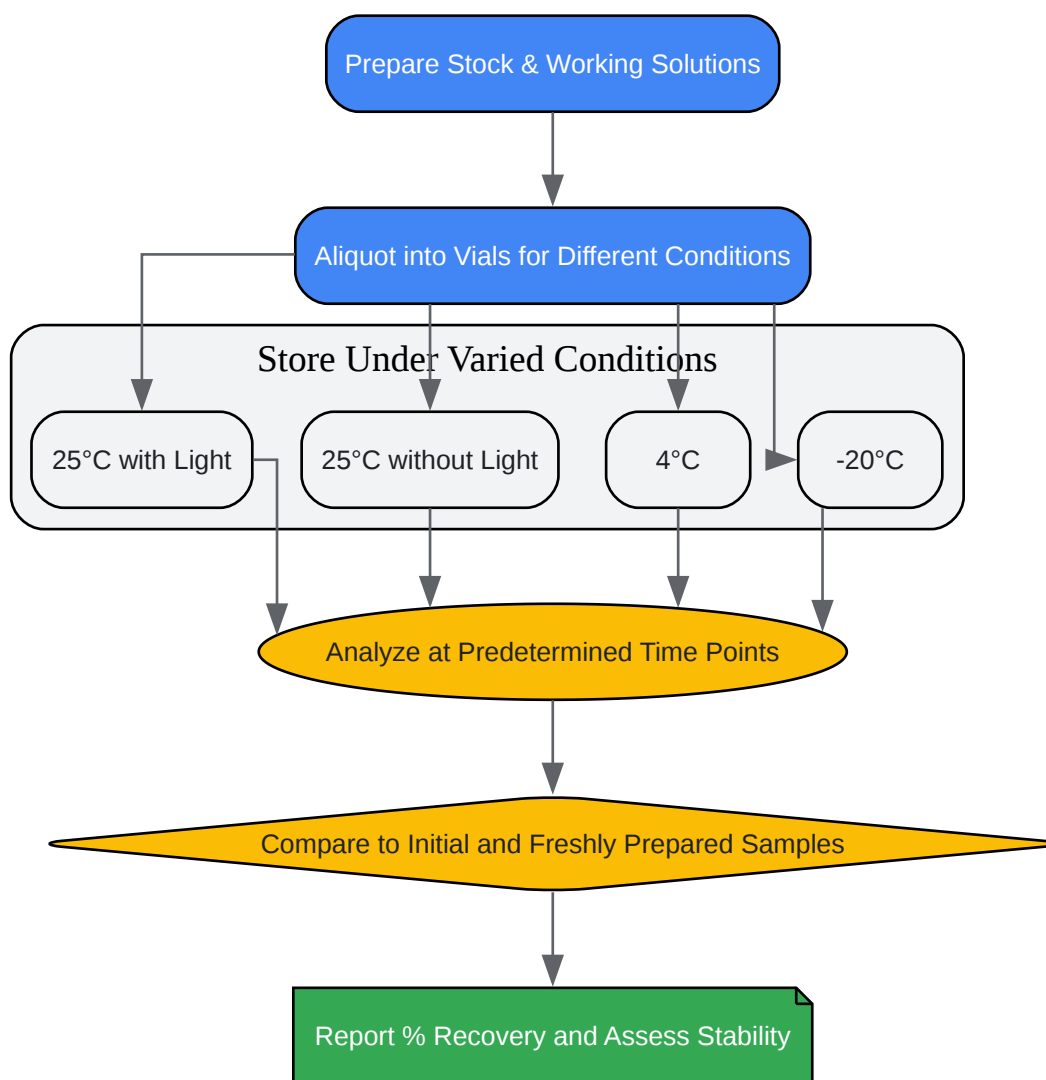 Prepare Stock & Working Solutions
Aliquot into Vials for Different Conditions
Store Under Varied Conditions
25°C with Light
25°C without Light
4°C
-20°C
Analyze at Predetermined Time Points
Compare to Initial and Freshly Prepared Samples
Report % Recovery and Assess Stability